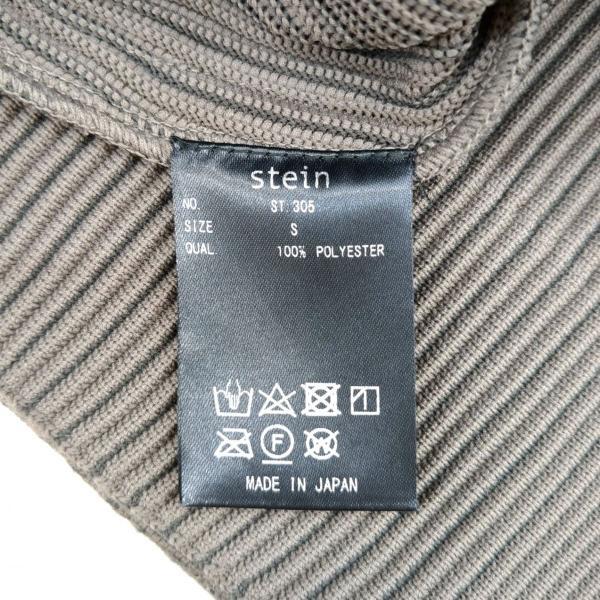 stein
NO. ST.305
SIZE S
QUAL 100% POLYESTER
F W
MADE IN JAPAN